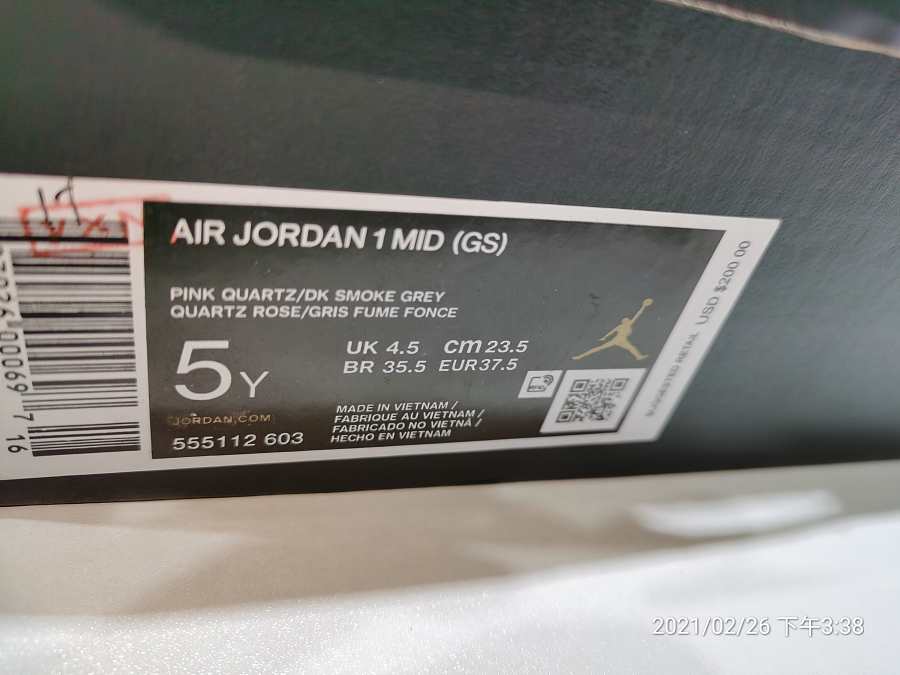 AIR JORDAN 1 MID (GS)
PINK QUARTZ/DK SMOKE GREY
QUARTZ ROSE/GRIS FUME FONCE
5Y
UK 4.5 cm 23.5
BR 35.5 EUR 37.5
JORDAN.COM
555112 603
MADE IN VIETNAM /
FABRIQUE AU VIETNAM /
FABRICADO NO VIETNÃ /
HECHO EN VIETNAM
SUGGESTED RETAIL USD $200.00
00069 716
2021/02/26 下午3:38